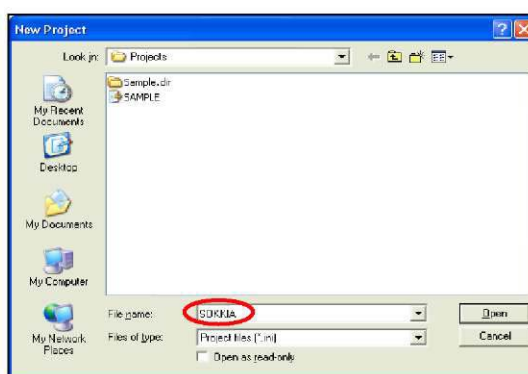 New Project
Look in: Projects
Sample.dir
SAMPLE
My Recent
Documents
Desktop
My Documents
My Computer
My Network
Places
File name: SOKKIA Open
Files of type: Project files (*.ini) Cancel
Open as read-only